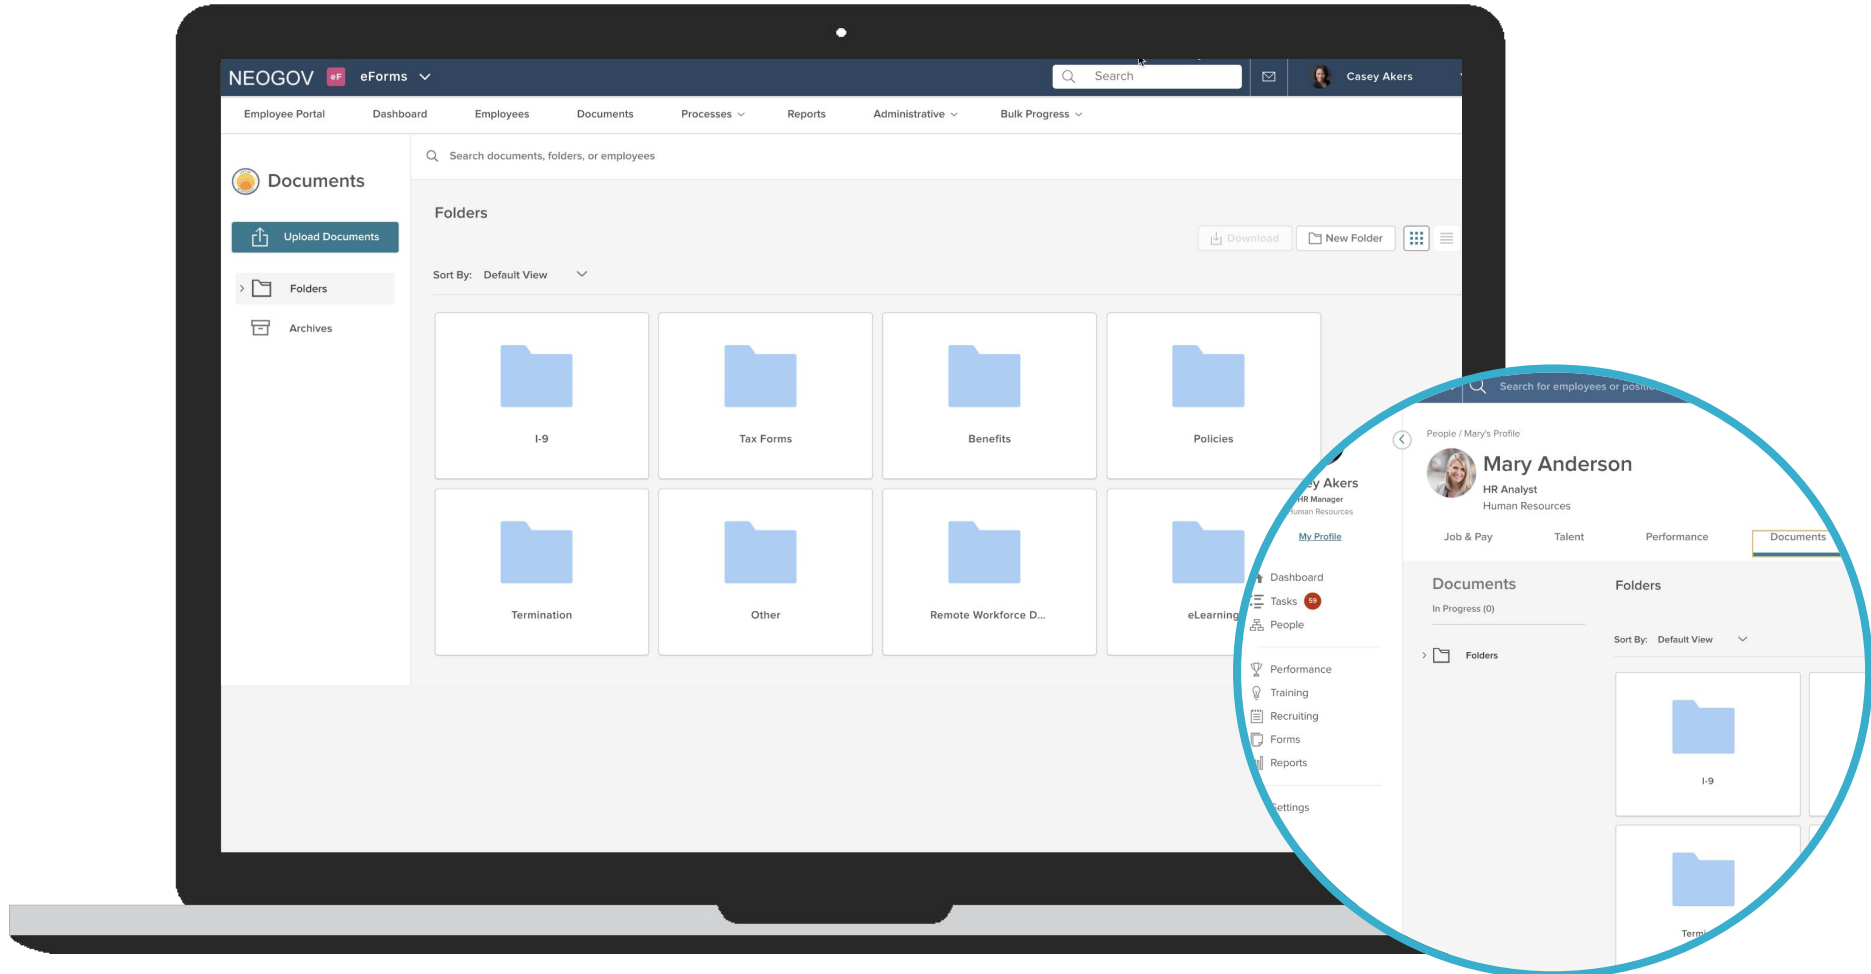 NEOGOV eF eForms Search Casey Akers
Employee Portal Dashboard Employees Documents Processes Reports Administrative Bulk Progress
Search documents, folders, or employees
Documents
Upload Documents
Folders
Archives
Folders
Download New Folder
Sort By: Default View
I-9 Tax Forms Benefits Policies
Termination Other Remote Workforce D... eLearning
Search for employees or
People / Mary's Profile
Mary Anderson
HR Analyst
Human Resources
Job & Pay Talent Performance Documents
Akers
HR Manager
Human Resources
My Profile
Dashboard
Tasks 59
People
Performance
Training
Recruiting
Forms
Reports
Settings
Documents
In Progress (0)
Folders
Folders
Sort By: Default View
I-9